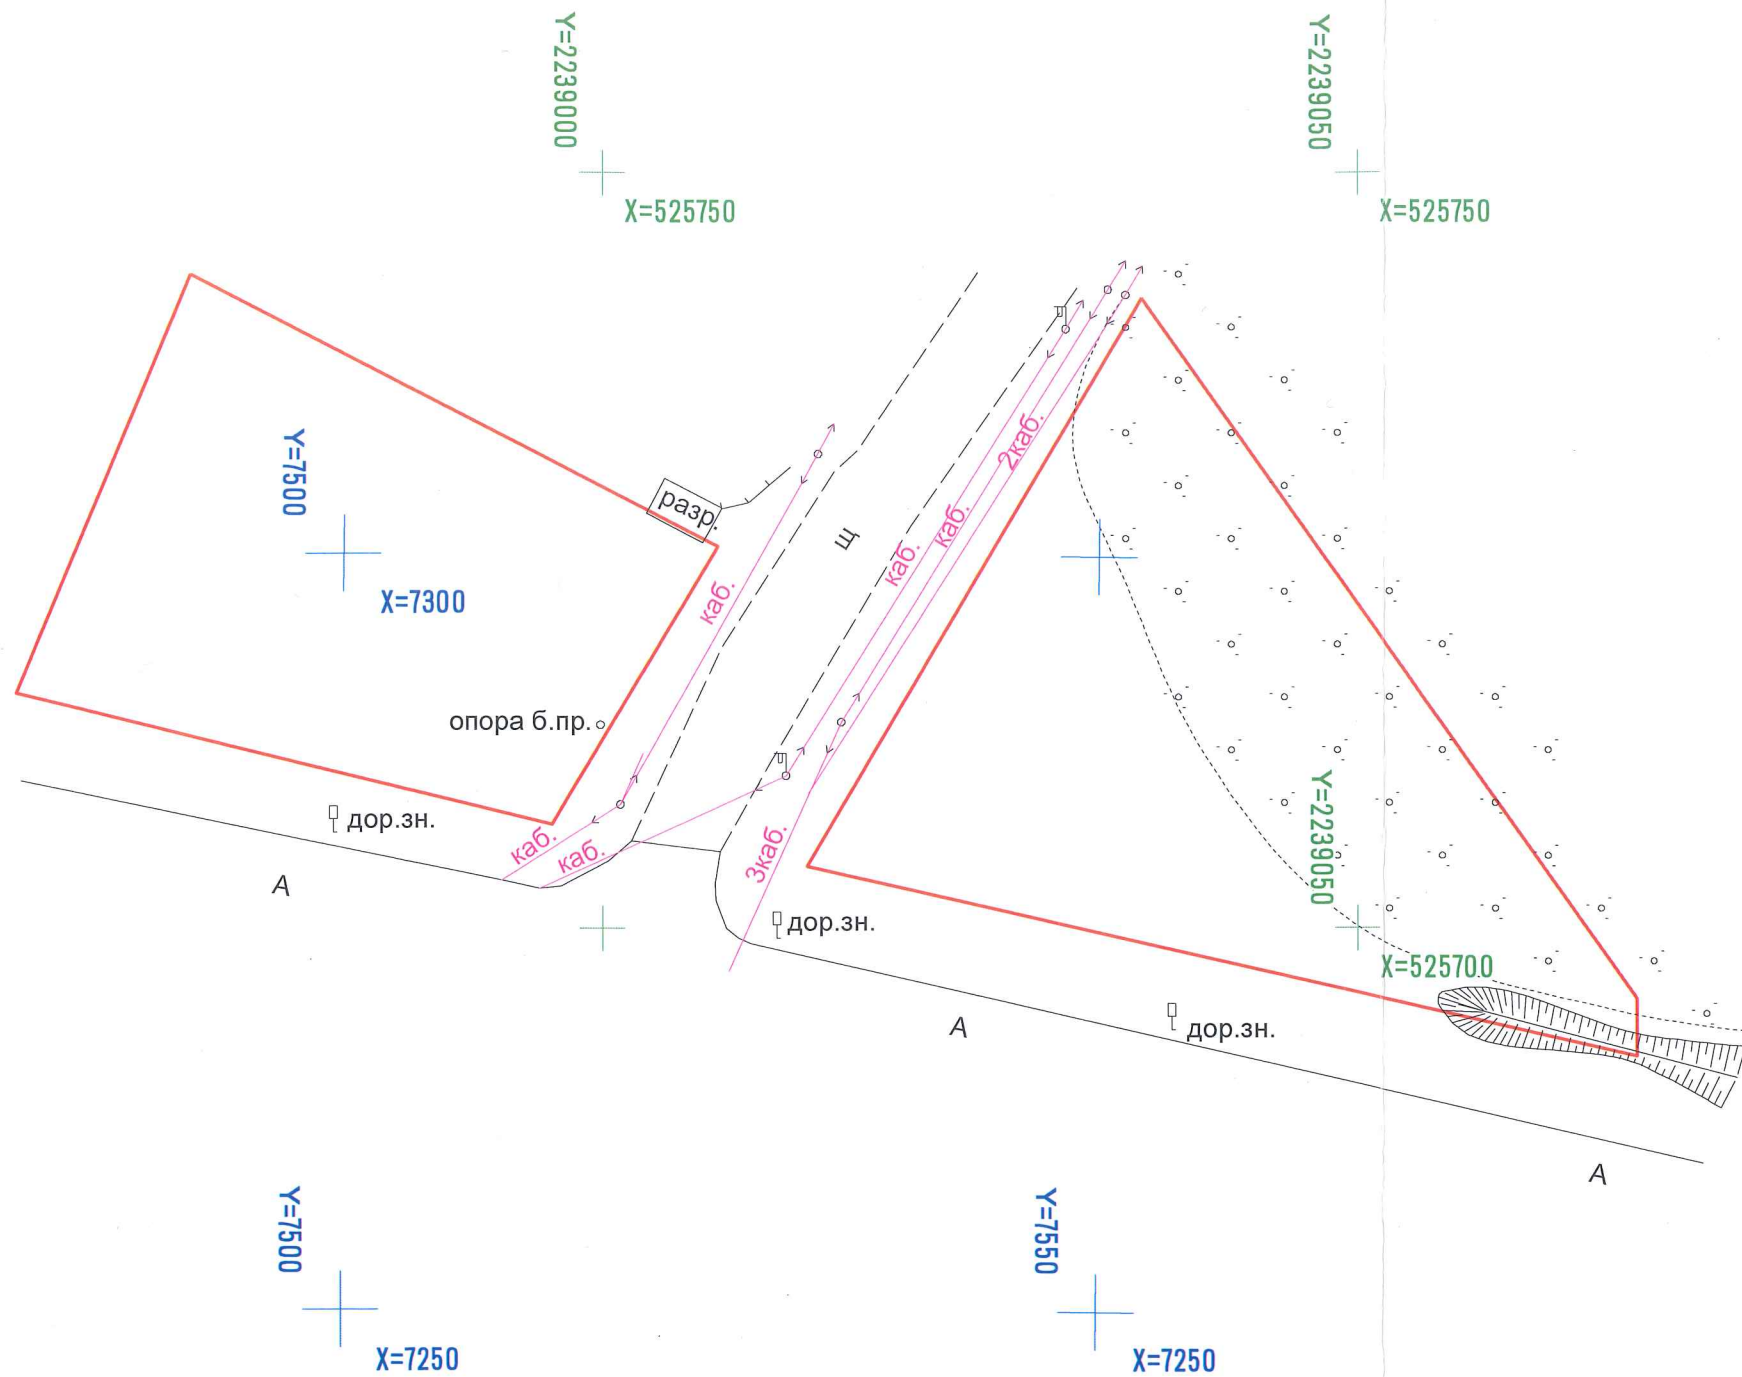 Y=2239000
Y=2239050
X=525750
X=525750
2каб.
Y=7500
разр.
щ
каб.
каб.
X=7300
каб.
опора б.пр.
Y=2239050
дор.зн.
каб.
каб.
3каб.
А
дор.зн.
X=525700
А
дор.зн.
А
Y=7500
Y=7550
X=7250
X=7250